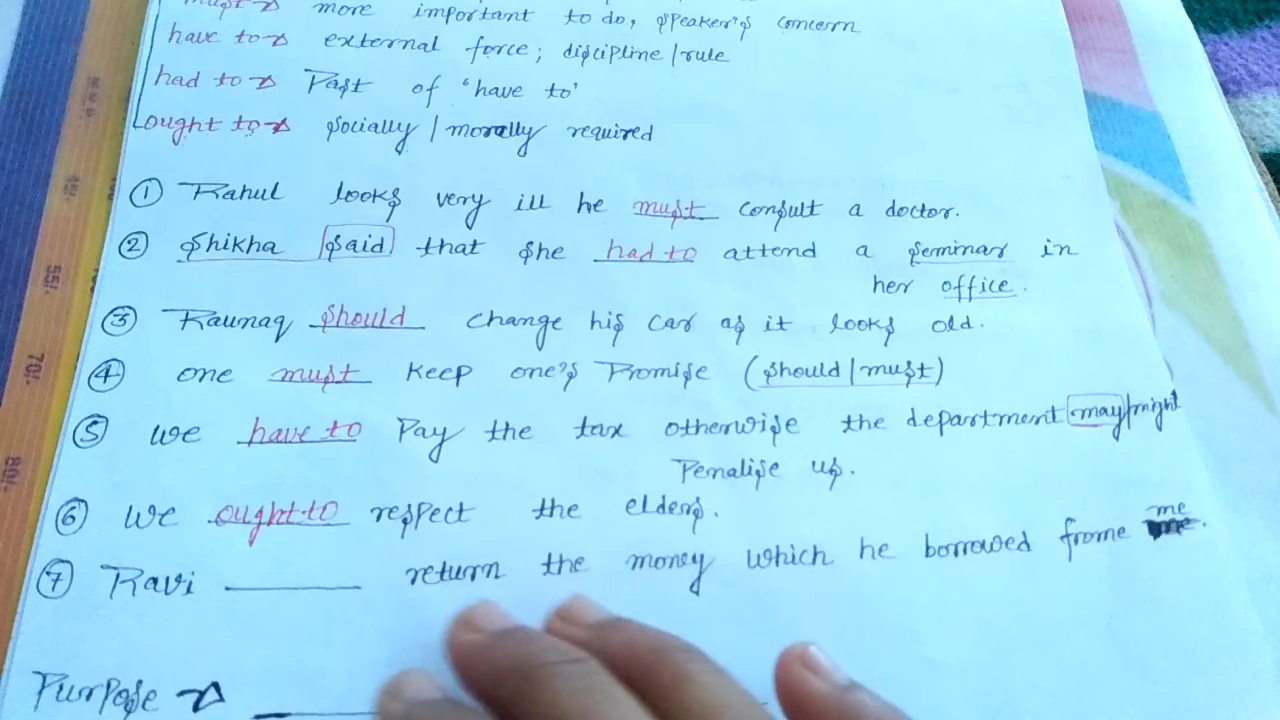 must → more important to do, speaker's concern
have to → external force; discipline/rule
had to → Past of 'have to'
ought to → socially / morally required
① Rahul looks very ill he must consult a doctor.
② Shikha said that she had to attend a seminar in
her office.
③ Raunaq should change his car as it looks old.
④ one must keep one's Promise (should/must)
⑤ we have to Pay the tax otherwise the department may/might
Penalise us.
⑥ we ought to respect the elders.
⑦ Ravi ______ return the money which he borrowed frome me.
Purpose →